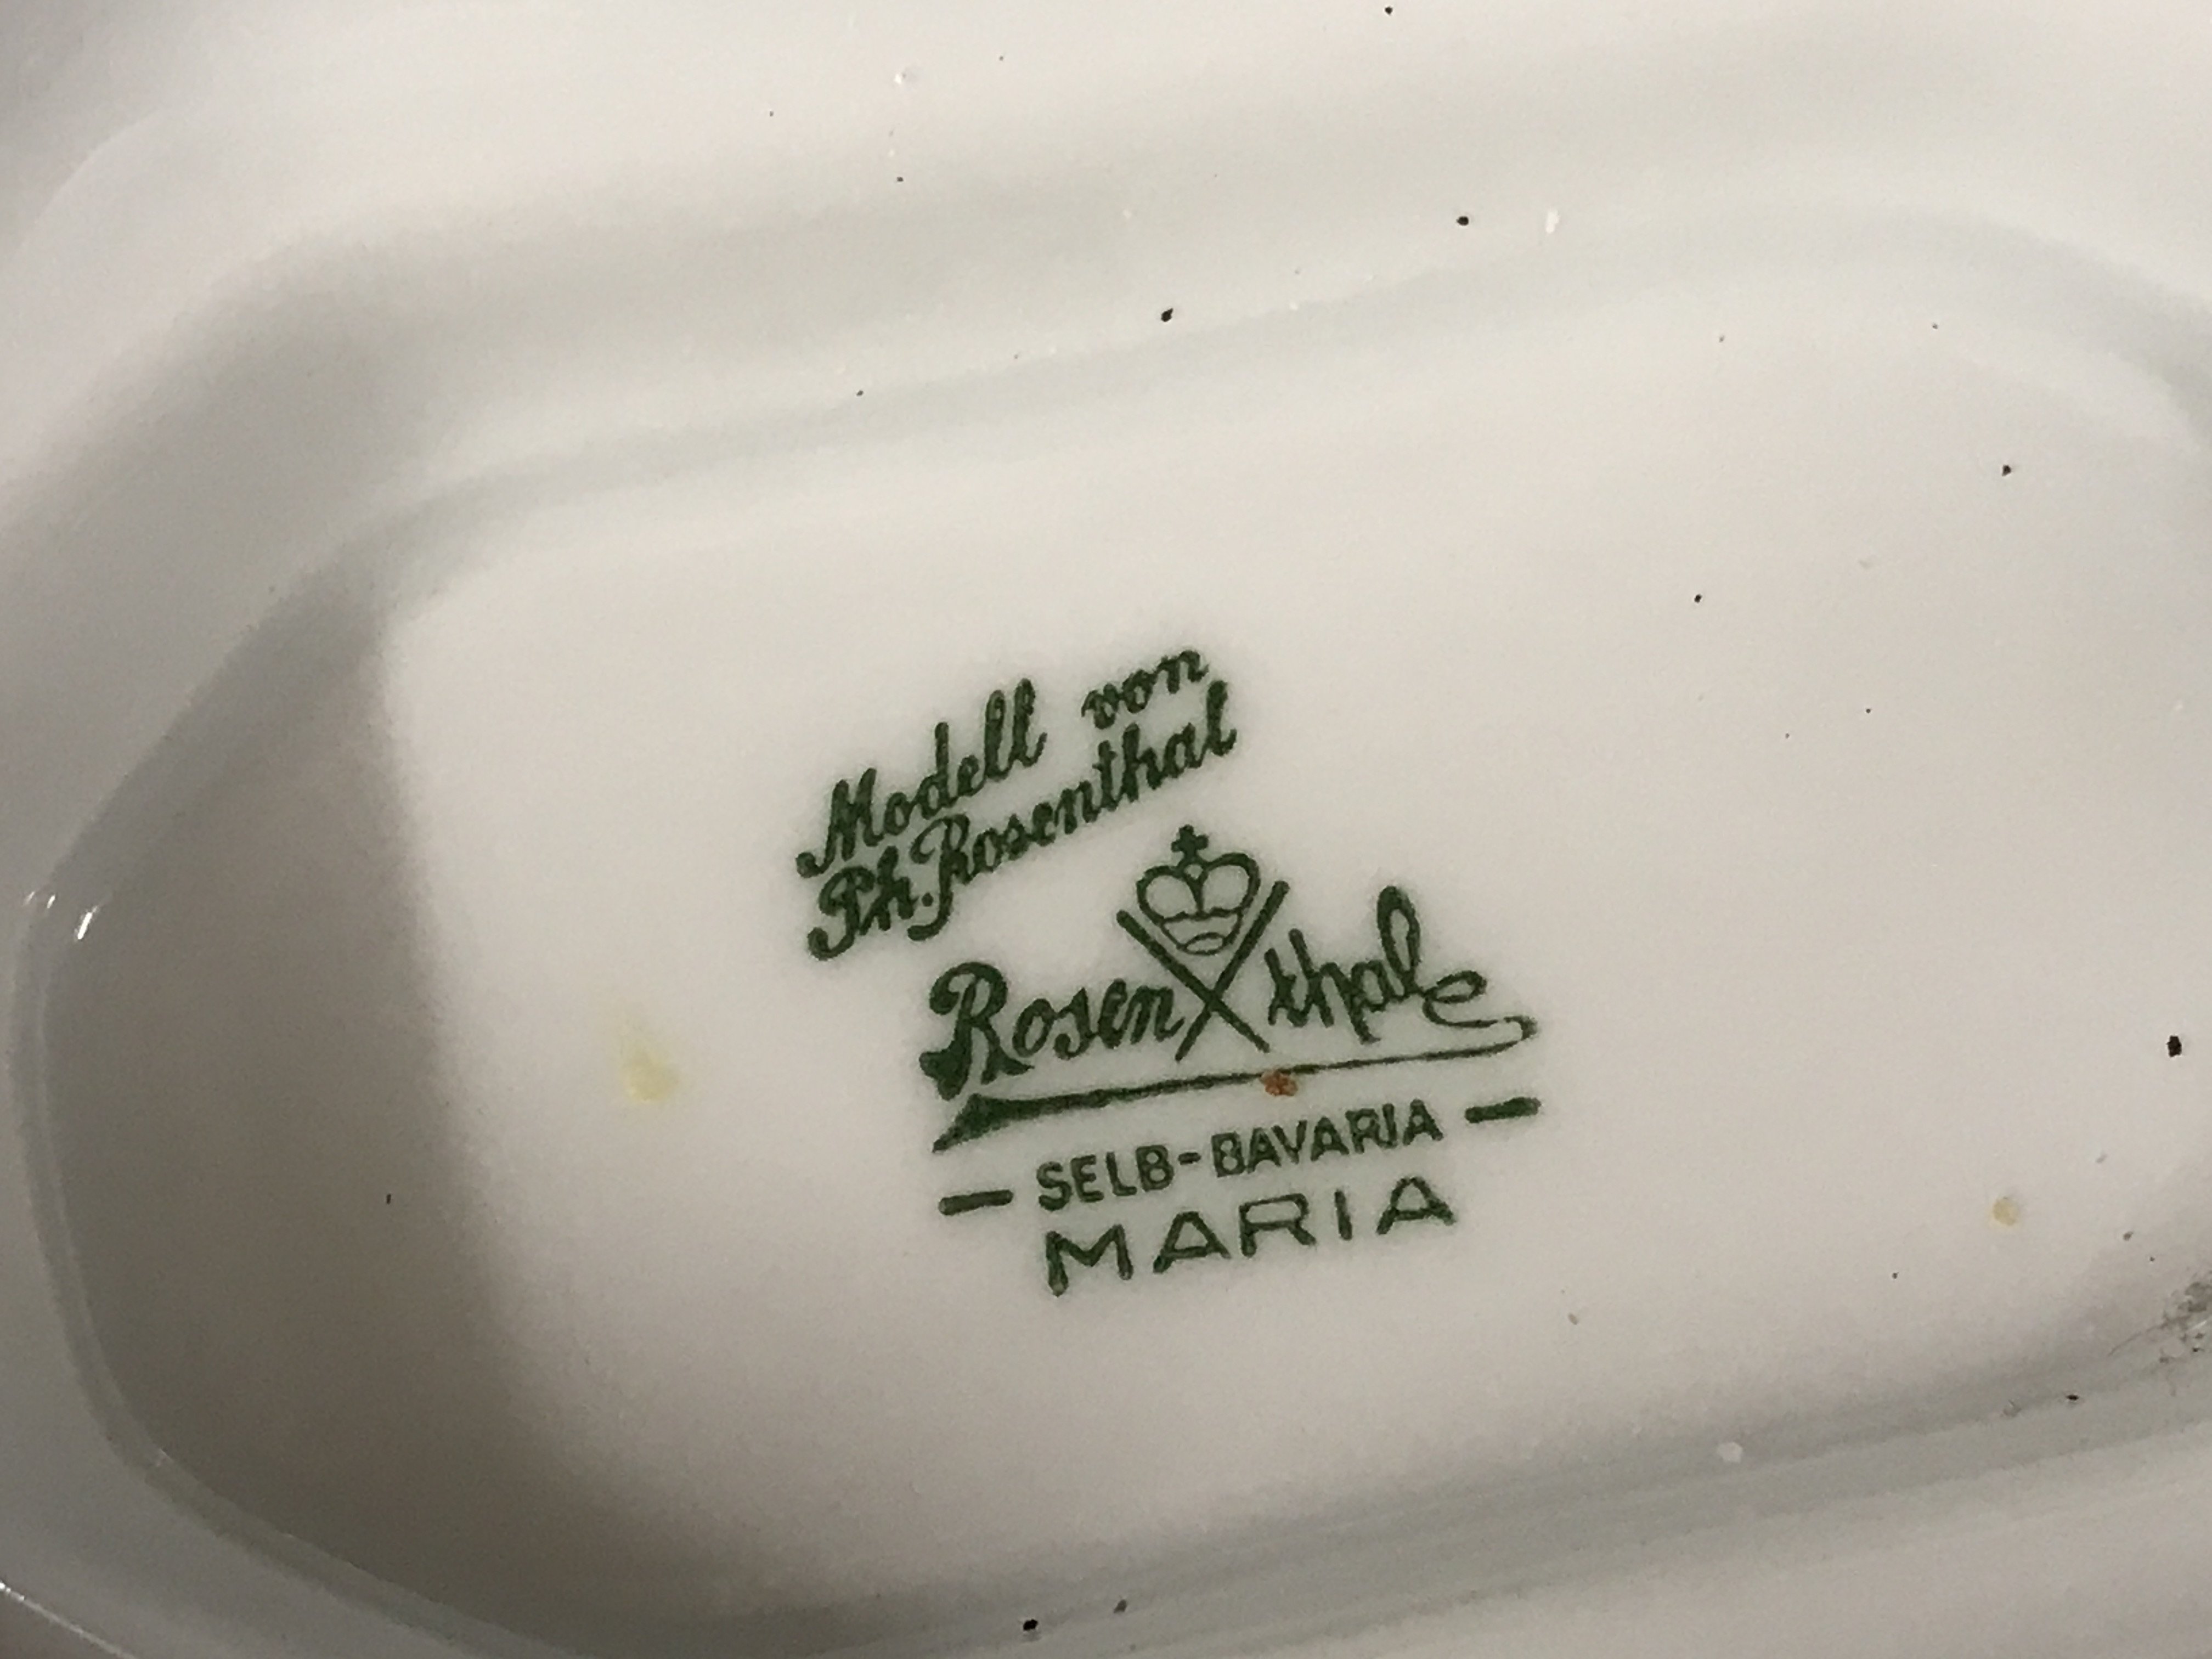 Modell von
Ph. Rosenthal
Rosenthal
SELB-BAVARIA
MARIA